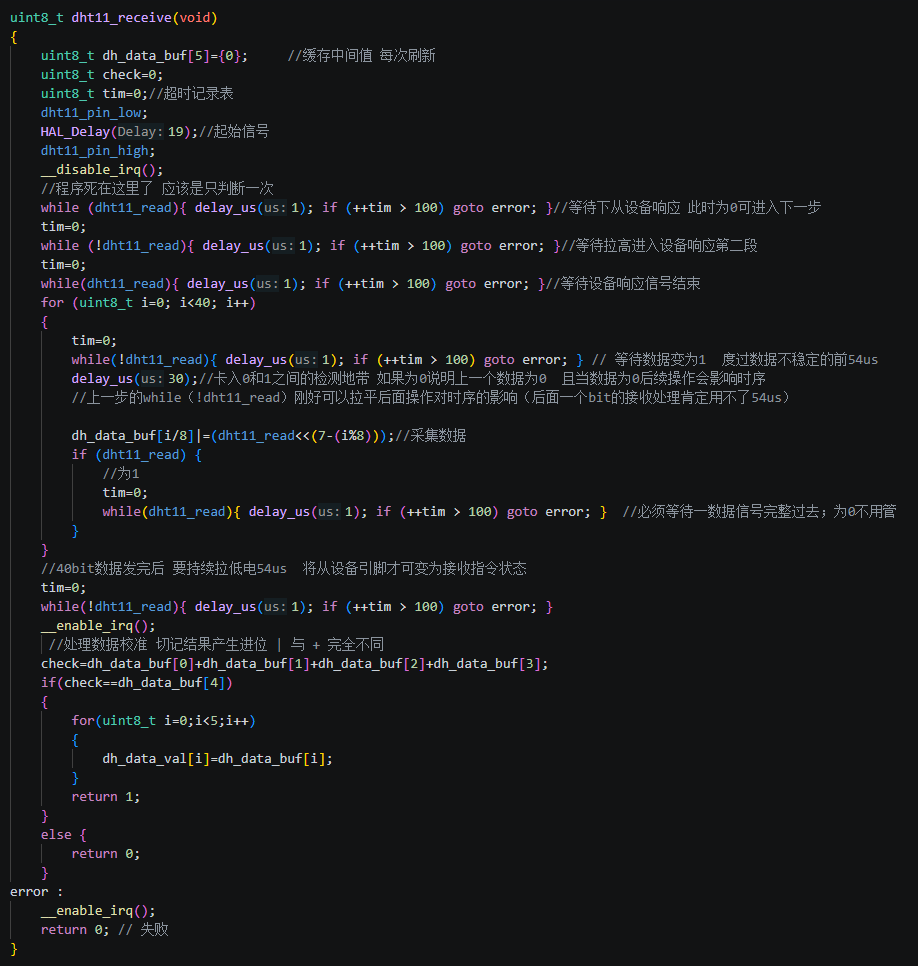 uint8_t dht11_receive(void)
{
    uint8_t dh_data_buf[5]={0};     //缓存中间值 每次刷新
    uint8_t check=0;
    uint8_t tim=0;//超时记录表
    dht11_pin_low;
    HAL_Delay(Delay: 19);//起始信号
    dht11_pin_high;
    __disable_irq();
    //程序死在这里了 应该是只判断一次
    while (dht11_read){ delay_us(us: 1); if (++tim > 100) goto error; }//等待下从设备响应 此时为0可进入下一步
    tim=0;
    while (!dht11_read){ delay_us(us: 1); if (++tim > 100) goto error; }//等待拉高进入设备响应第二段
    tim=0;
    while(dht11_read){ delay_us(us: 1); if (++tim > 100) goto error; }//等待设备响应信号结束
    for (uint8_t i=0; i<40; i++)
    {
        tim=0;
        while(!dht11_read){ delay_us(us: 1); if (++tim > 100) goto error; } // 等待数据变为1  度过数据不稳定的前54us
        delay_us(us: 30);//卡入0和1之间的检测地带 如果为0说明上一个数据为0  且当数据为0后续操作会影响时序
        //上一步的while（!dht11_read）刚好可以拉平后面操作对时序的影响（后面一个bit的接收处理肯定用不了54us）

        dh_data_buf[i/8]|=(dht11_read<<(7-(i%8)));//采集数据
        if (dht11_read) {
            //为1
            tim=0;
            while(dht11_read){ delay_us(us: 1); if (++tim > 100) goto error; }  //必须等待一数据信号完整过去；为0不用管
        }
    }
    //40bit数据发完后 要持续拉低电54us  将从设备引脚才可变为接收指令状态
    tim=0;
    while(!dht11_read){ delay_us(us: 1); if (++tim > 100) goto error; }
    __enable_irq();
     //处理数据校准 切记结果产生进位 | 与 + 完全不同
    check=dh_data_buf[0]+dh_data_buf[1]+dh_data_buf[2]+dh_data_buf[3];
    if(check==dh_data_buf[4])
    {
        for(uint8_t i=0;i<5;i++)
        {
            dh_data_val[i]=dh_data_buf[i];
        }
        return 1;
    }
    else {
        return 0;
    }
error :
    __enable_irq();
    return 0; // 失败
}